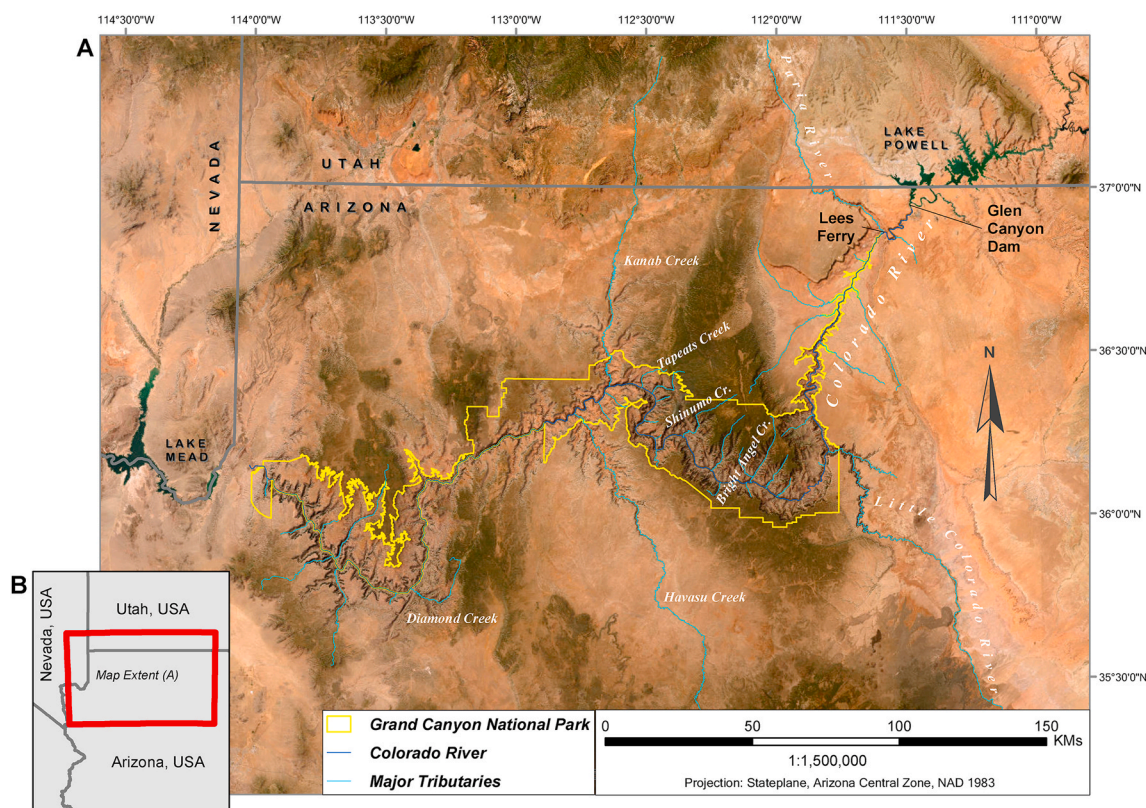 114°30'0"W
114°0'0"W
113°30'0"W
113°0'0"W
112°30'0"W
112°0'0"W
111°30'0"W
111°0'0"W
A
Paria River
LAKE
POWELL
NEVADA
UTAH
ARIZONA
37°0'0"N
Lees
Ferry
Glen
Canyon
Dam
Colorado River
Kanab Creek
Tapeats Creek
36°30'0"N
Shinumo Cr.
N
Bright Angel Cr.
LAKE
MEAD
Little Colorado River
36°0'0"N
Diamond Creek
Havasu Creek
35°30'0"N
B
Nevada, USA
Utah, USA
Map Extent (A)
Arizona, USA
Grand Canyon National Park
Colorado River
Major Tributaries
0
50
100
150
KMs
1:1,500,000
Projection: Stateplane, Arizona Central Zone, NAD 1983